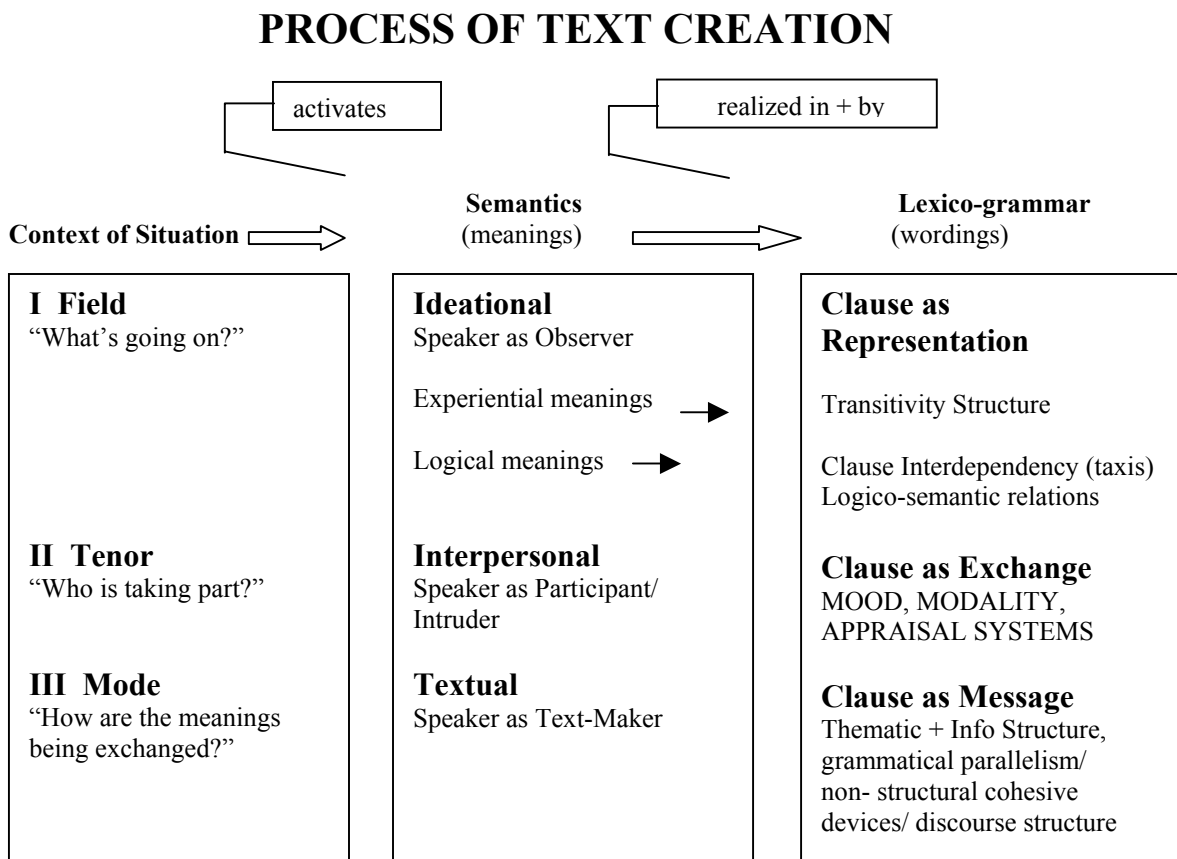 PROCESS OF TEXT CREATION
activates
realized in + by
Context of Situation
Semantics
(meanings)
Lexico-grammar
(wordings)
I Field
“What’s going on?”
II Tenor
“Who is taking part?”
III Mode
“How are the meanings
being exchanged?”
Ideational
Speaker as Observer
Experiential meanings
Logical meanings
Interpersonal
Speaker as Participant/
Intruder
Textual
Speaker as Text-Maker
Clause as
Representation
Transitivity Structure
Clause Interdependency (taxis)
Logico-semantic relations
Clause as Exchange
MOOD, MODALITY,
APPRAISAL SYSTEMS
Clause as Message
Thematic + Info Structure,
grammatical parallelism/
non- structural cohesive
devices/ discourse structure